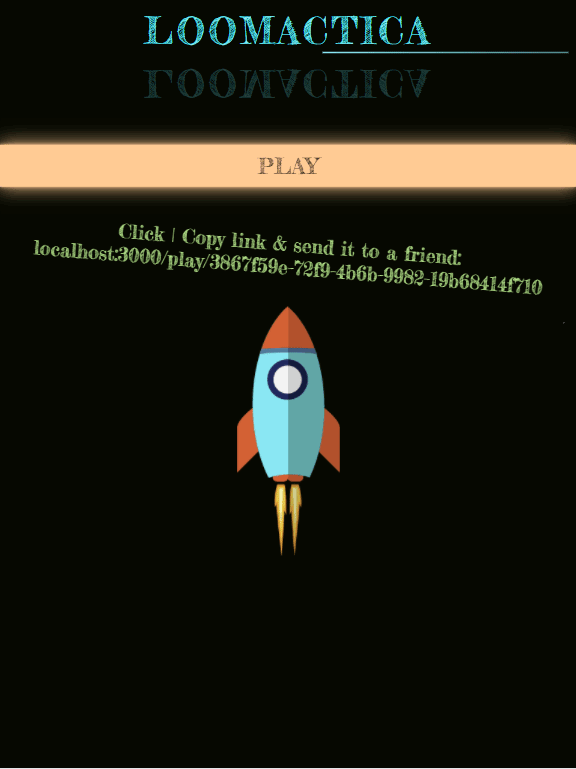 LOOMACTICA
PLAY
Click | Copy link & send it to a friend:
localhost:3000/play/3867f59e-72f9-4b6b-9982-19b68414f710